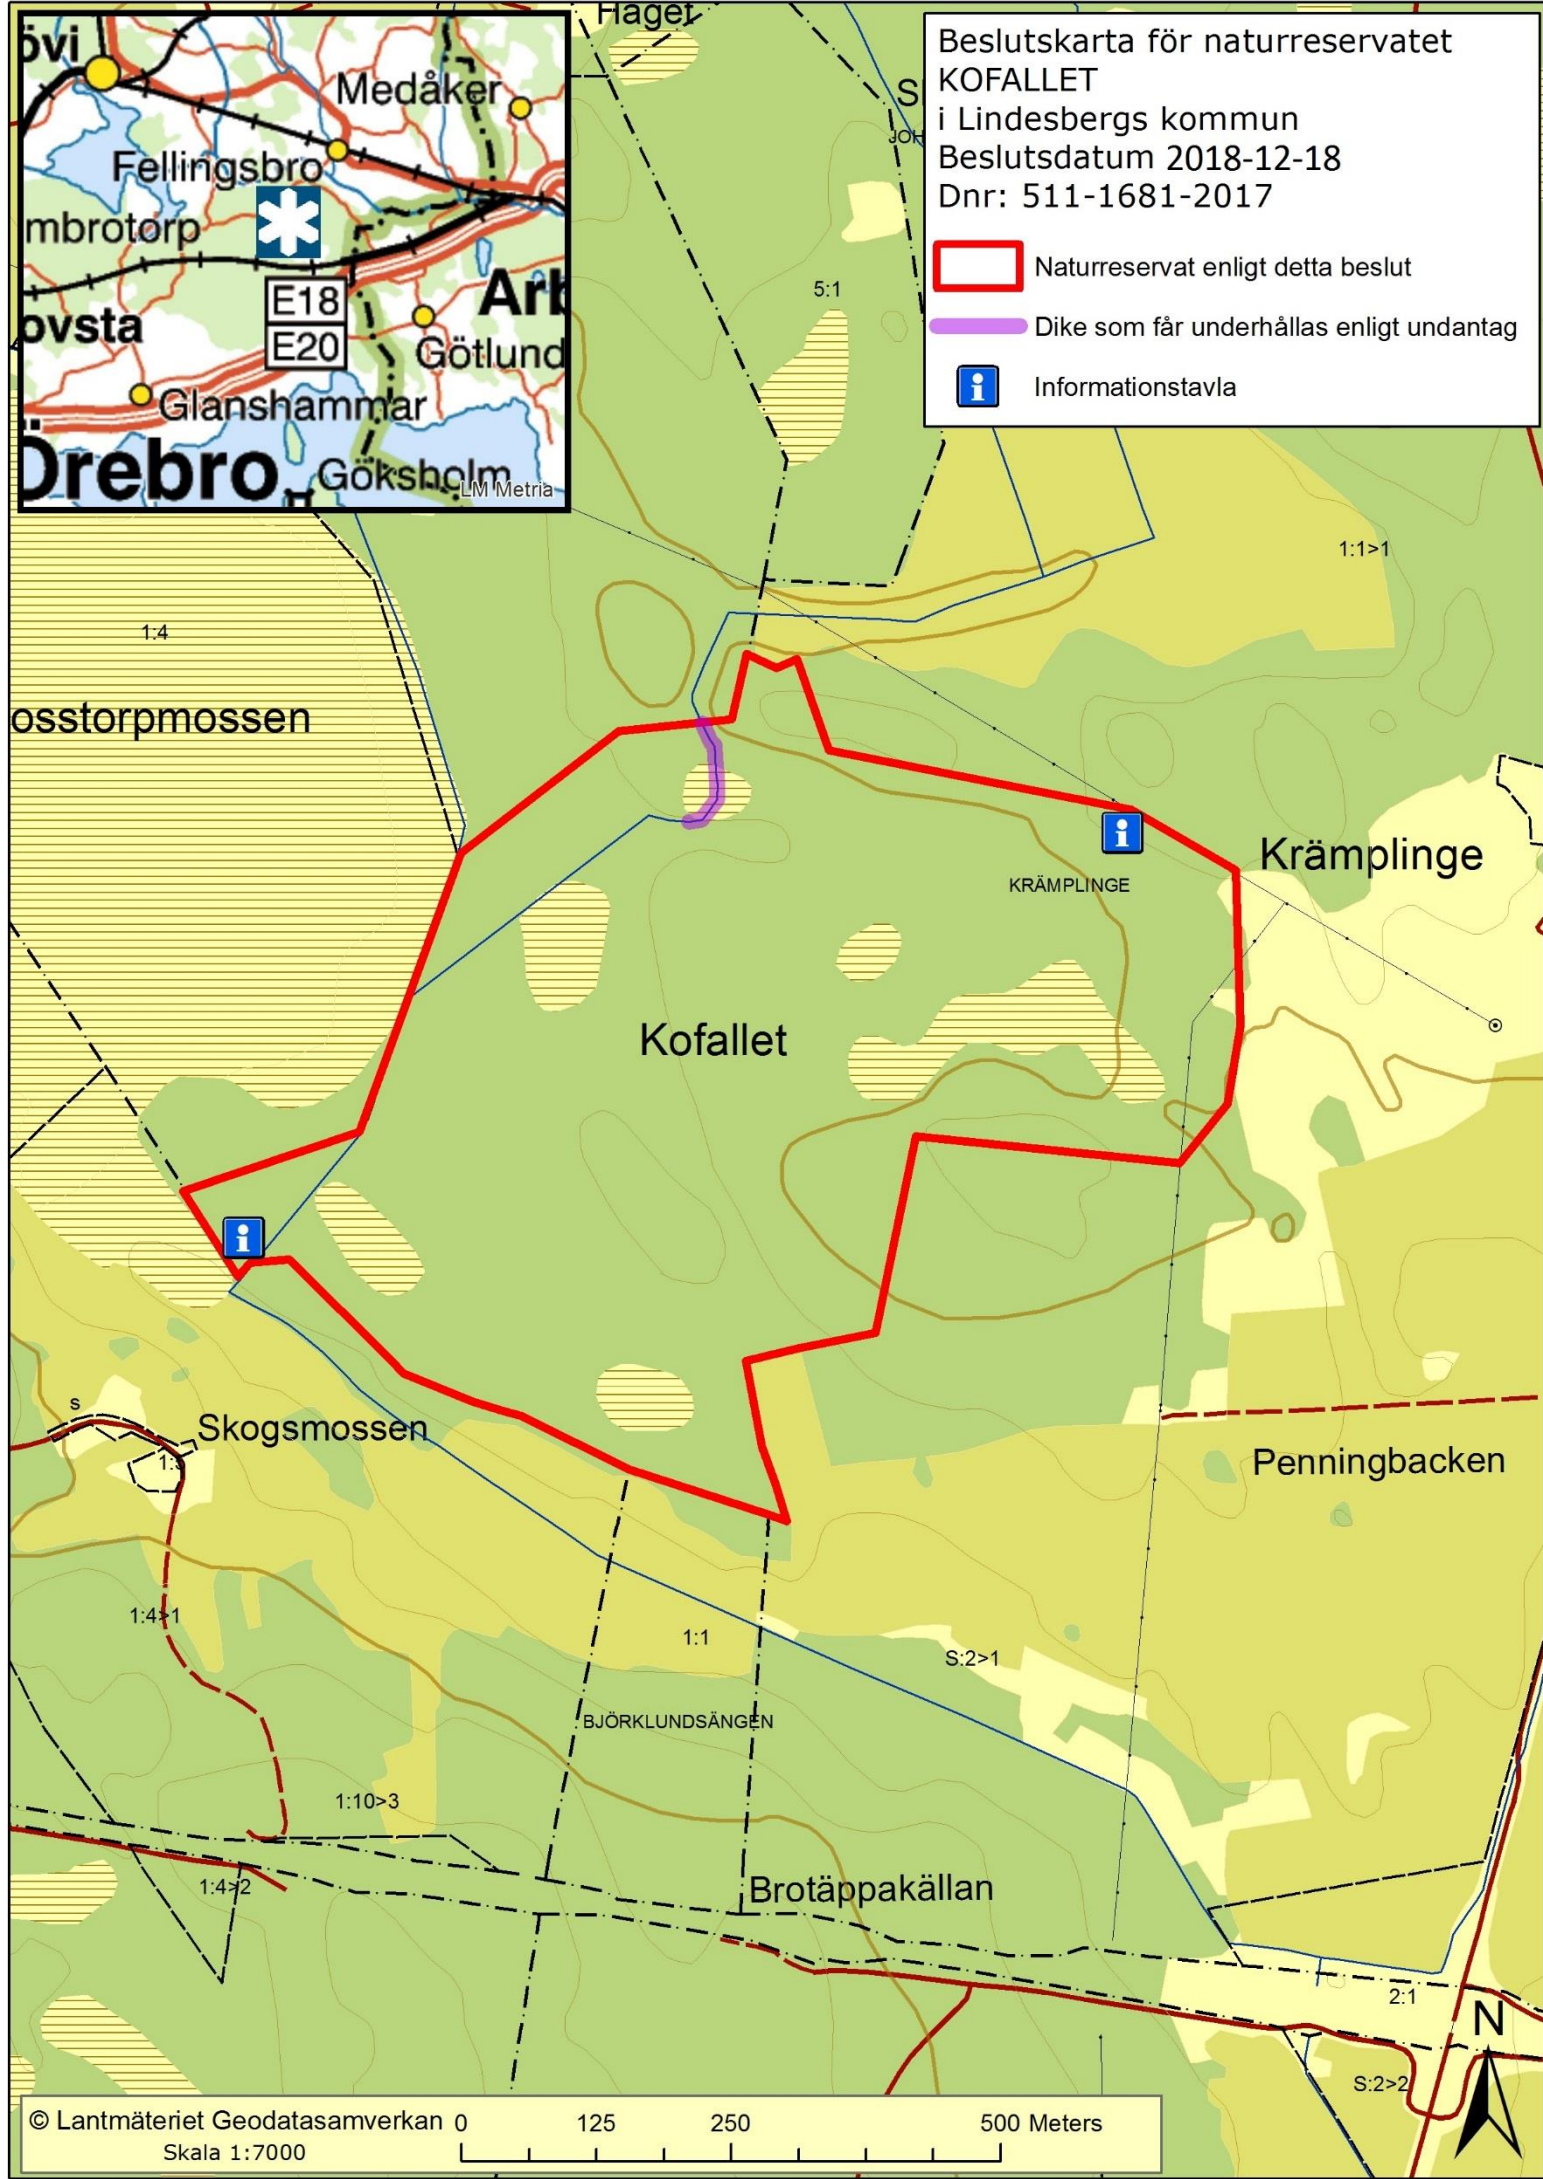 Beslutskarta för naturreservatet
KOFALLET
i Lindesbergs kommun
Beslutsdatum 2018-12-18
Dnr: 511-1681-2017
Naturreservat enligt detta beslut
Dike som får underhållas enligt undantag
i Informationstavla
övi
Medåker
Fellingsbro
mbrotorp
E18
E20
Arb
ovsta
Götlund
Glanshammar
Örebro
Göksholm
LM Metria
Haget
JOH
5:1
1:1>1
1:4
osstorpmossen
i
Krämplinge
KRÄMPLINGE
Kofallet
i
s
Skogsmossen
Penningbacken
1:4>1
1:1
S:2>1
BJÖRKLUNDSÄNGEN
1:10>3
1:4>2
Brotäppakällan
2:1
N
S:2>2
© Lantmäteriet Geodatasamverkan
Skala 1:7000
0 125 250 500 Meters